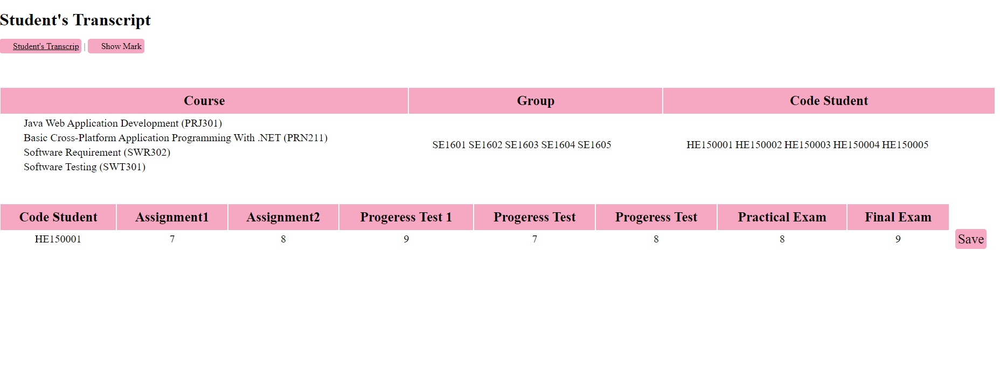 Student's Transcript
Student's Transcrip | Show Mark
Course Group Code Student
Java Web Application Development (PRJ301)
Basic Cross-Platform Application Programming With .NET (PRN211)
SE1601 SE1602 SE1603 SE1604 SE1605 HE150001 HE150002 HE150003 HE150004 HE150005
Software Requirement (SWR302)
Software Testing (SWT301)
Code Student Assignment1 Assignment2 Progeress Test 1 Progeress Test Progeress Test Practical Exam Final Exam
HE150001 7 8 9 7 8 8 9 Save